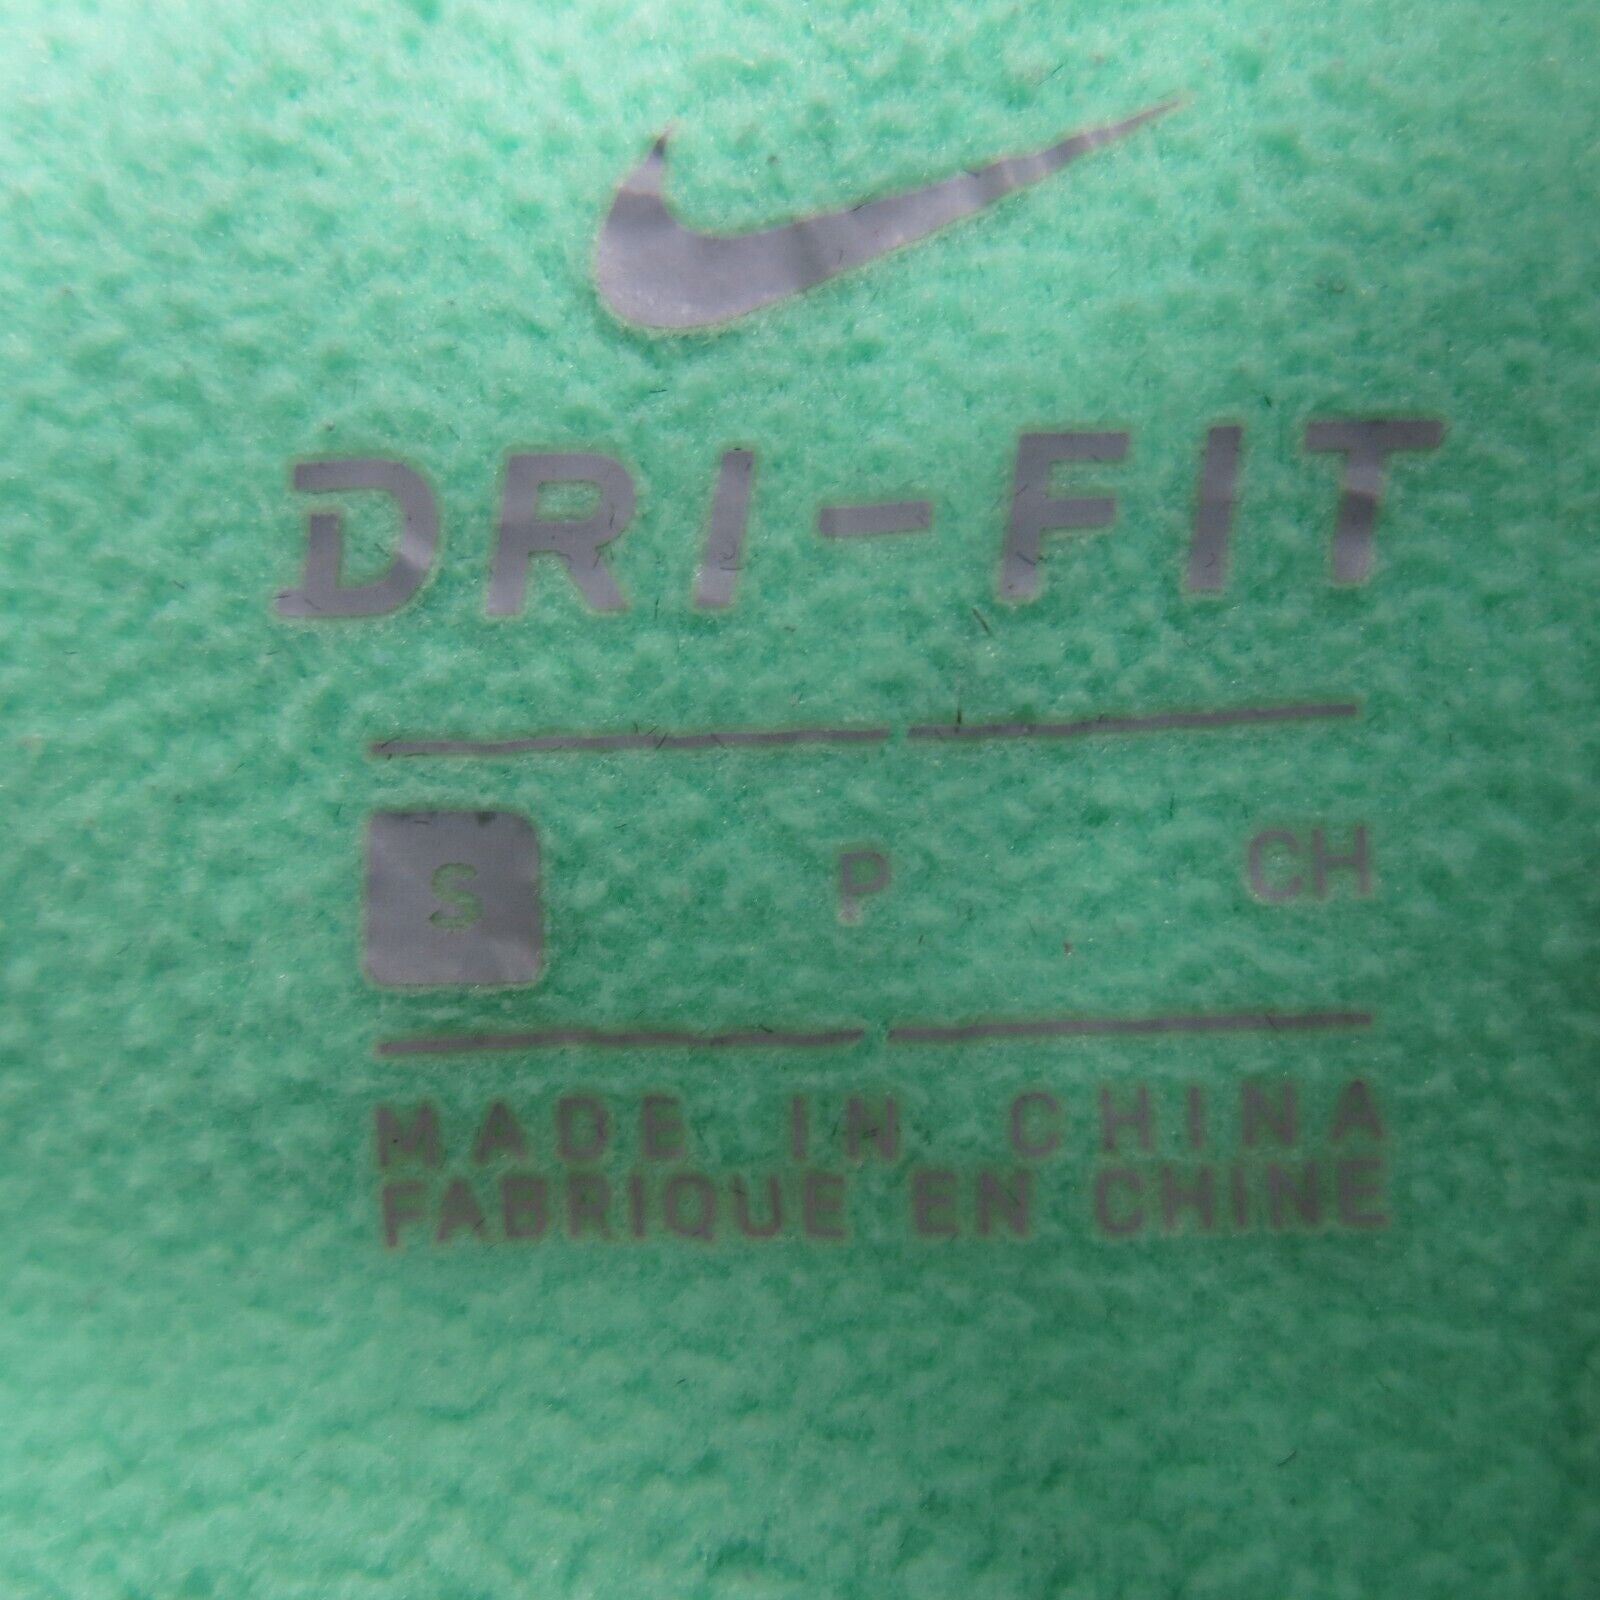 DRI-FIT
S P CH
MADE IN CHINA
FABRIQUE EN CHINE